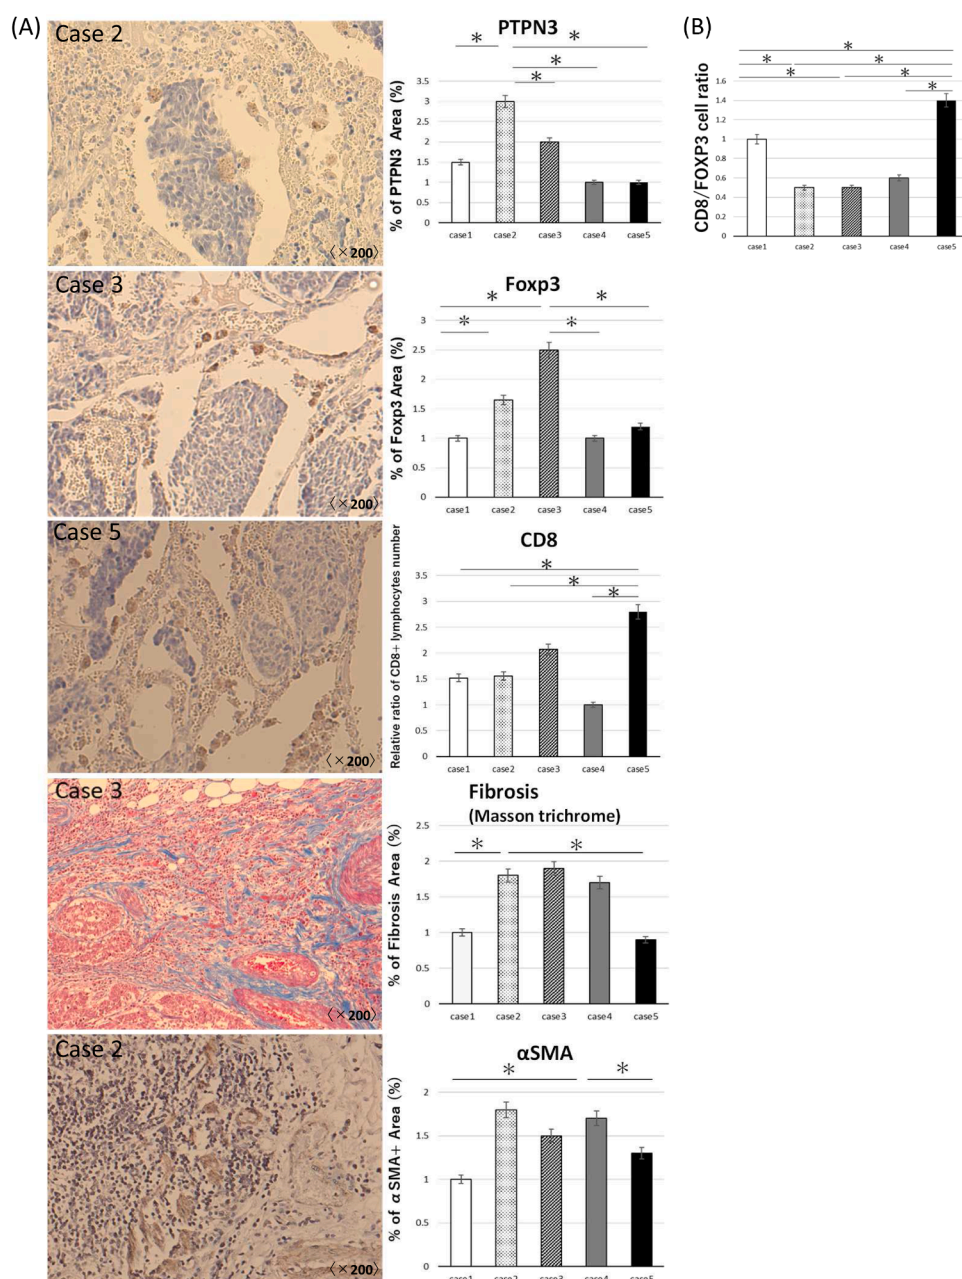 (A)
Case 2
〈×200〉
PTPN3
* *
*
*
% of PTPN3 Area (%)
3.5
3
2.5
2
1.5
1
0.5
0
case1 case2 case3 case4 case5
(B)
*
* *
* *
*
CD8/FOXP3 cell ratio
1.6
1.4
1.2
1
0.8
0.6
0.4
0.2
0
case1 case2 case3 case4 case5
Case 3
〈×200〉
Foxp3
* *
* *
% of Foxp3 Area (%)
3
2.5
2
1.5
1
0.5
0
case1 case2 case3 case4 case5
Case 5
〈×200〉
CD8
*
*
*
Relative ratio of CD8+ lymphocytes number
3.5
3
2.5
2
1.5
1
0.5
0
case1 case2 case3 case4 case5
Case 3
〈×200〉
Fibrosis
(Masson trichrome)
* *
% of Fibrosis Area (%)
2.5
2
1.5
1
0.5
0
case1 case2 case3 case4 case5
Case 2
〈×200〉
αSMA
* *
% of α SMA+ Area (%)
2
1.5
1
0.5
0
case1 case2 case3 case4 case5